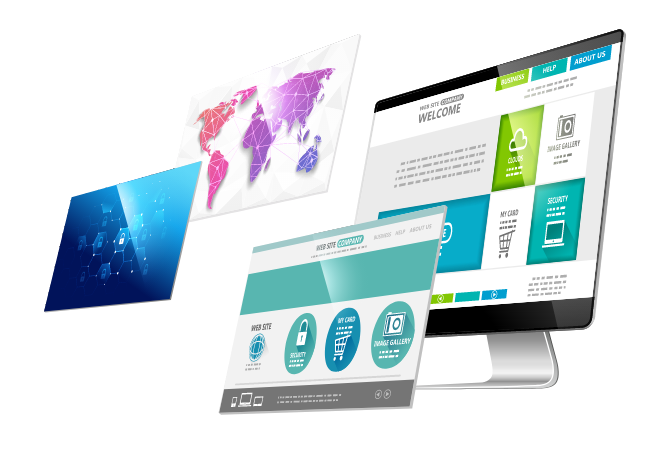 BUSINESS
HELP
ABOUT US
WEB SITE COMPANY
WELCOME
CLOUDS
IMAGE GALLERY
MY CARD
SECURITY
WEB SITE COMPANY
BUSINESS HELP ABOUT US
WEB SITE
SECURITY
MY CARD
IMAGE GALLERY